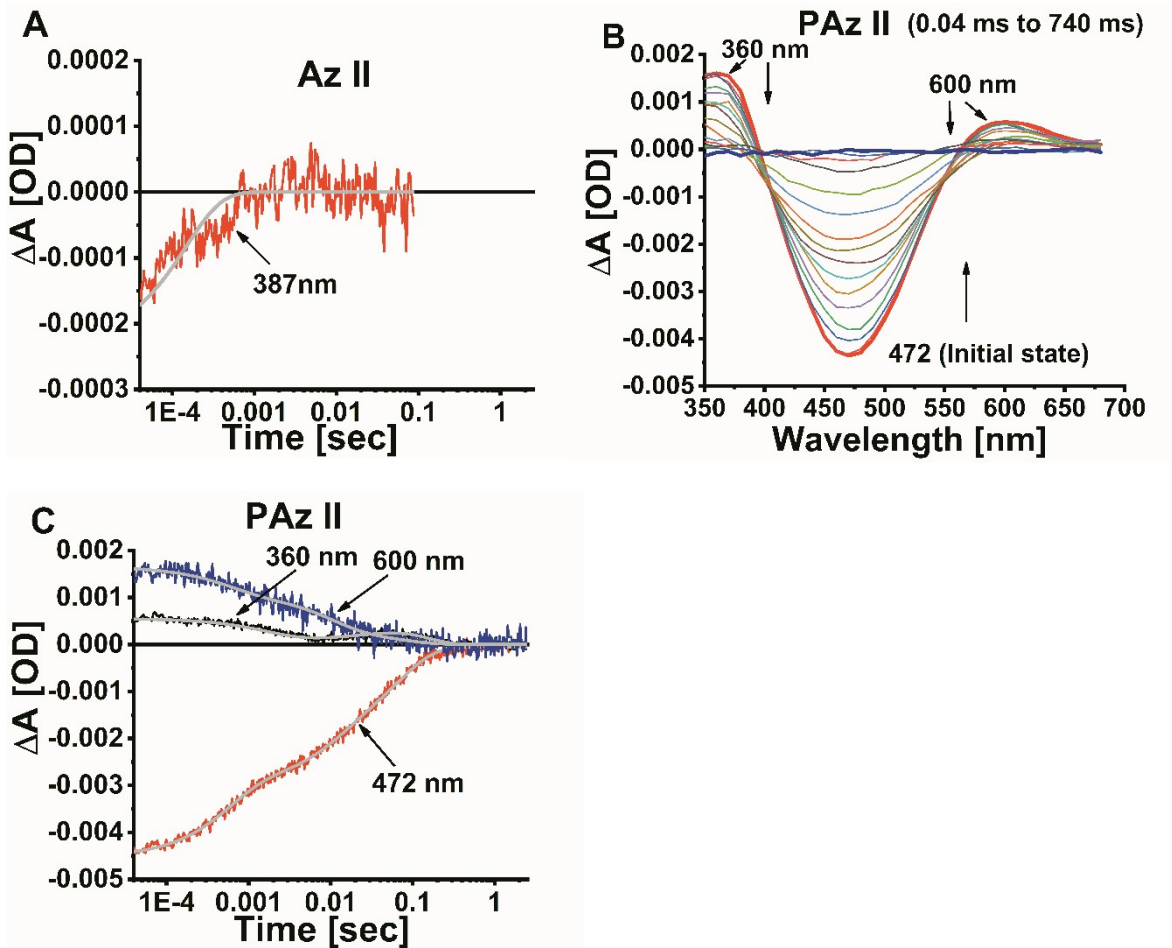 A
Az II
0.0002
0.0001
0.0000
-0.0001
-0.0002
-0.0003
ΔA [OD]
387nm
1E-4 0.001 0.01 0.1 1
Time [sec]
B
PAz II (0.04 ms to 740 ms)
0.002
0.001
0.000
-0.001
-0.002
-0.003
-0.004
-0.005
ΔA [OD]
360 nm
600 nm
472 (Initial state)
350 400 450 500 550 600 650 700
Wavelength [nm]
C
PAz II
0.002
0.001
0.000
-0.001
-0.002
-0.003
-0.004
-0.005
ΔA [OD]
360 nm
600 nm
472 nm
1E-4 0.001 0.01 0.1 1
Time [sec]